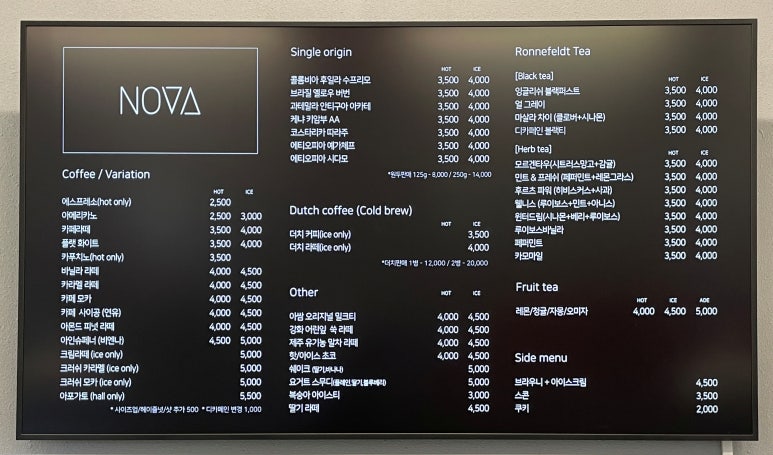 NOVA
Coffee / Variation
HOT ICE
에스프레소(hot only) 2,500
아메리카노 2,500 3,000
카페라떼 3,500 4,000
플랫 화이트 3,500 4,000
카푸치노(hot only) 3,500
바닐라 라떼 4,000 4,500
카라멜 라떼 4,000 4,500
카페 모카 4,000 4,500
카페 사이공 (연유) 4,000 4,500
아몬드 피넛 라떼 4,000 4,500
아인슈페너 (비엔나) 4,500 5,000
크림라떼 (ice only) 5,000
크러쉬 카라멜 (ice only) 5,000
크러쉬 모카 (ice only) 5,000
아포가토 (hall only) 5,500
* 사이즈업/헤이즐넛/샷 추가 500 * 디카페인 변경 1,000
Single origin
HOT ICE
콜롬비아 후일라 수프리모 3,500 4,000
브라질 옐로우 버번 3,500 4,000
과테말라 안티구아 아카테 3,500 4,000
케냐 키암부 AA 3,500 4,000
코스타리카 따라주 3,500 4,000
에티오피아 예가체프 3,500 4,000
에티오피아 시다모 3,500 4,000
*원두판매 125g - 8,000 / 250g - 14,000
Dutch coffee (Cold brew)
HOT ICE
더치 커피(ice only) 3,500
더치 라떼(ice only) 4,000
*더치판매 1병 - 12,000 / 2병 - 20,000
Other
HOT ICE
아쌈 오리지널 밀크티 4,000 4,500
강화 어린잎 쑥 라떼 4,000 4,500
제주 유기농 말차 라떼 4,000 4,500
핫/아이스 초코 4,000 4,500
쉐이크 (딸기,바나나) 5,000
요거트 스무디(플레인,딸기,블루베리) 5,000
복숭아 아이스티 3,000
딸기 라떼 4,500
Ronnefeldt Tea
[Black tea]
HOT ICE
잉글리쉬 블랙퍼스트 3,500 4,000
얼 그레이 3,500 4,000
마살라 차이 (클로버+시나몬) 3,500 4,000
디카페인 블랙티 3,500 4,000
[Herb tea]
HOT ICE
모르겐타우(시트러스망고+감귤) 3,500 4,000
민트 & 프레쉬 (페퍼민트+레몬그라스) 3,500 4,000
후르츠 파워 (히비스커스+사과) 3,500 4,000
웰니스 (루이보스+민트+아니스) 3,500 4,000
윈터드림(시나몬+베리+루이보스) 3,500 4,000
루이보스바닐라 3,500 4,000
페퍼민트 3,500 4,000
카모마일 3,500 4,000
Fruit tea
HOT ICE ADE
레몬/청귤/자몽/오미자 4,000 4,500 5,000
Side menu
브라우니 + 아이스크림 4,500
스콘 3,500
쿠키 2,000